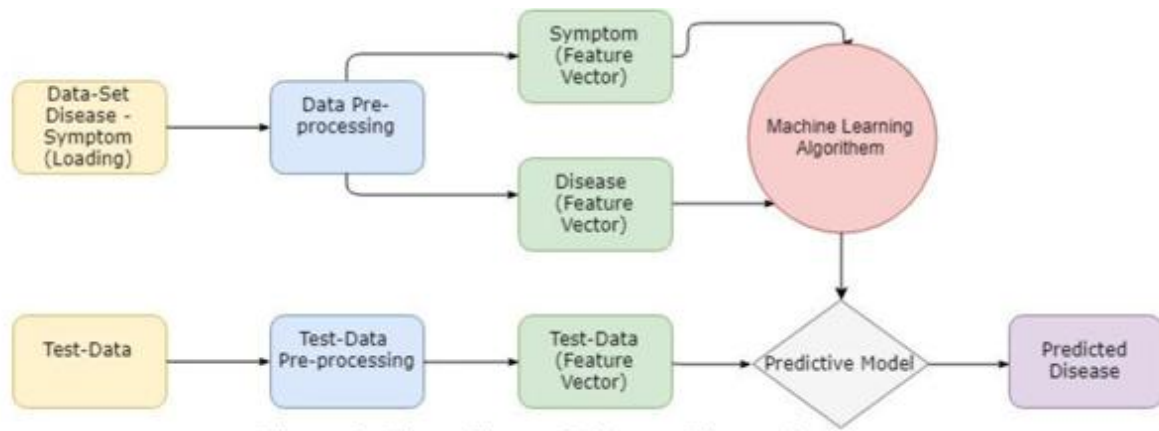 Symptom
(Feature
Vector)
Data-Set
Disease -
Symptom
(Loading)
Data Pre-
processing
Machine Learning
Algorithem
Disease
(Feature
Vector)
Test-Data
Test-Data
Pre-processing
Test-Data
(Feature
Vector)
Predictive Model
Predicted
Disease